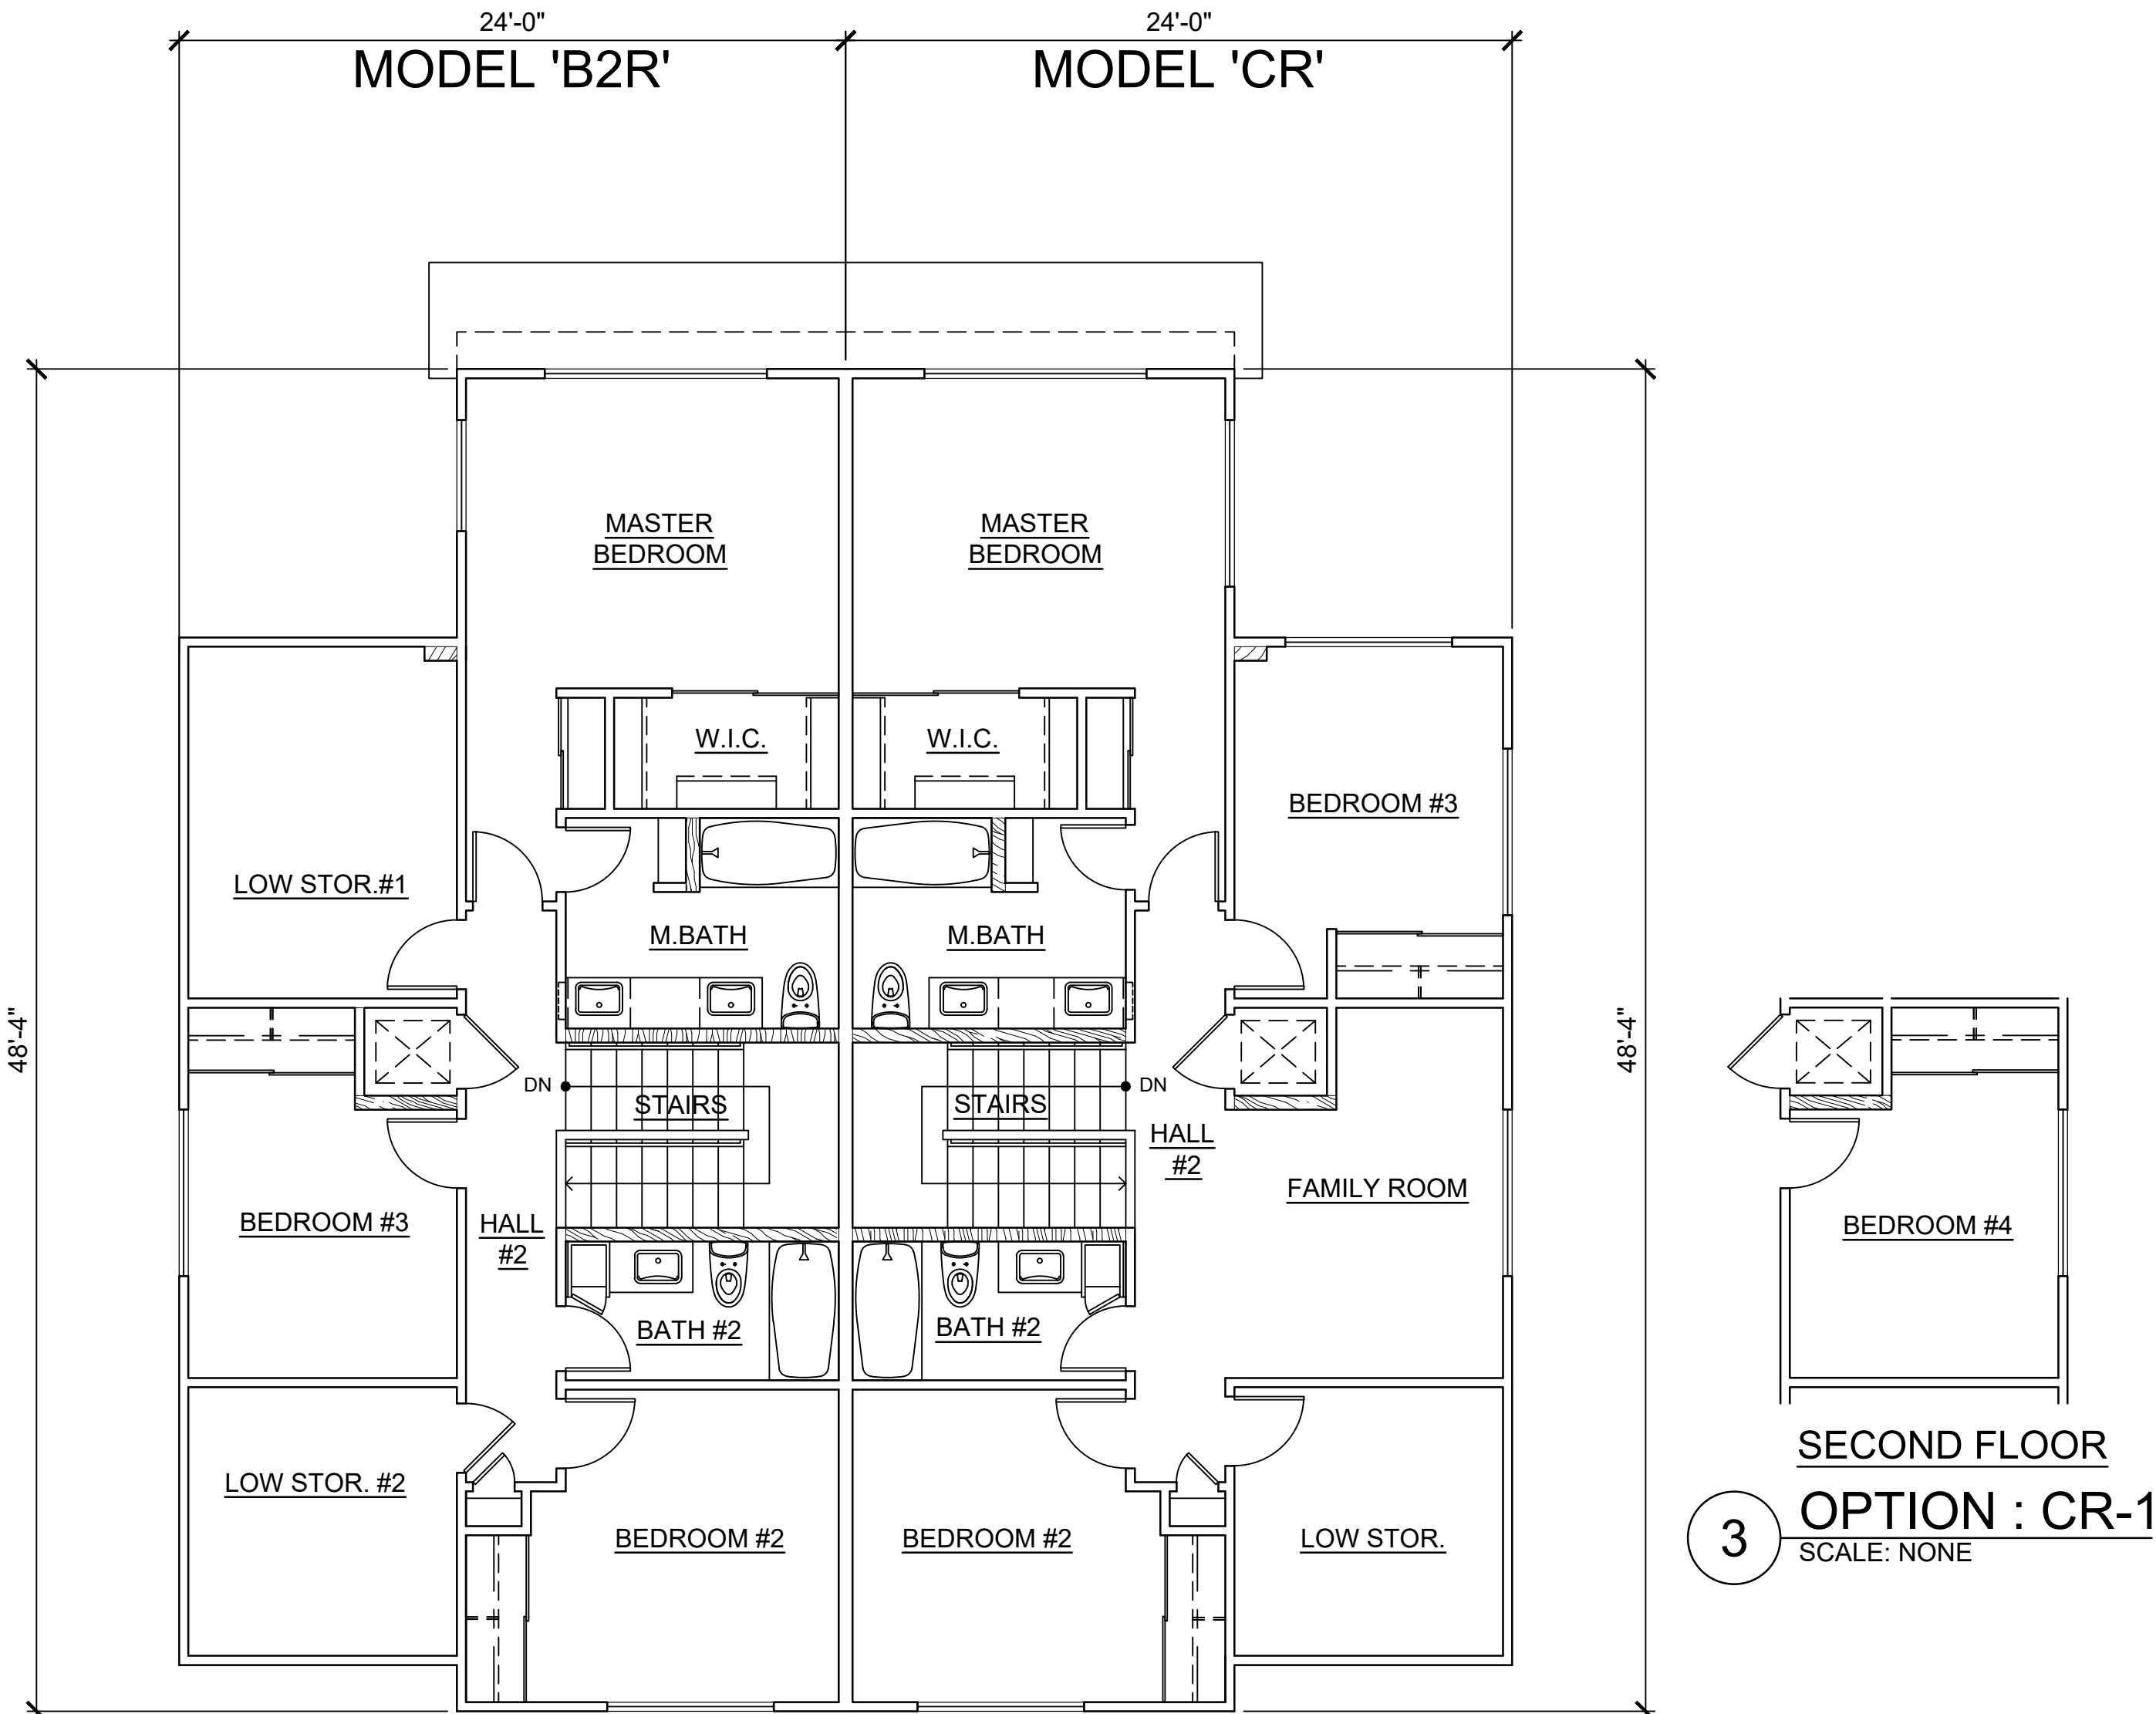 24'-0"
24'-0"
MODEL 'B2R'
MODEL 'CR'
MASTER
BEDROOM
MASTER
BEDROOM
W.I.C.
W.I.C.
BEDROOM #3
LOW STOR.#1
M.BATH
M.BATH
48'-4"
48'-4"
DN
DN
STAIRS
STAIRS
HALL
#2
FAMILY ROOM
BEDROOM #3
HALL
#2
BEDROOM #4
BATH #2
BATH #2
LOW STOR. #2
BEDROOM #2
BEDROOM #2
LOW STOR.
SECOND FLOOR
3
OPTION : CR-1
SCALE: NONE